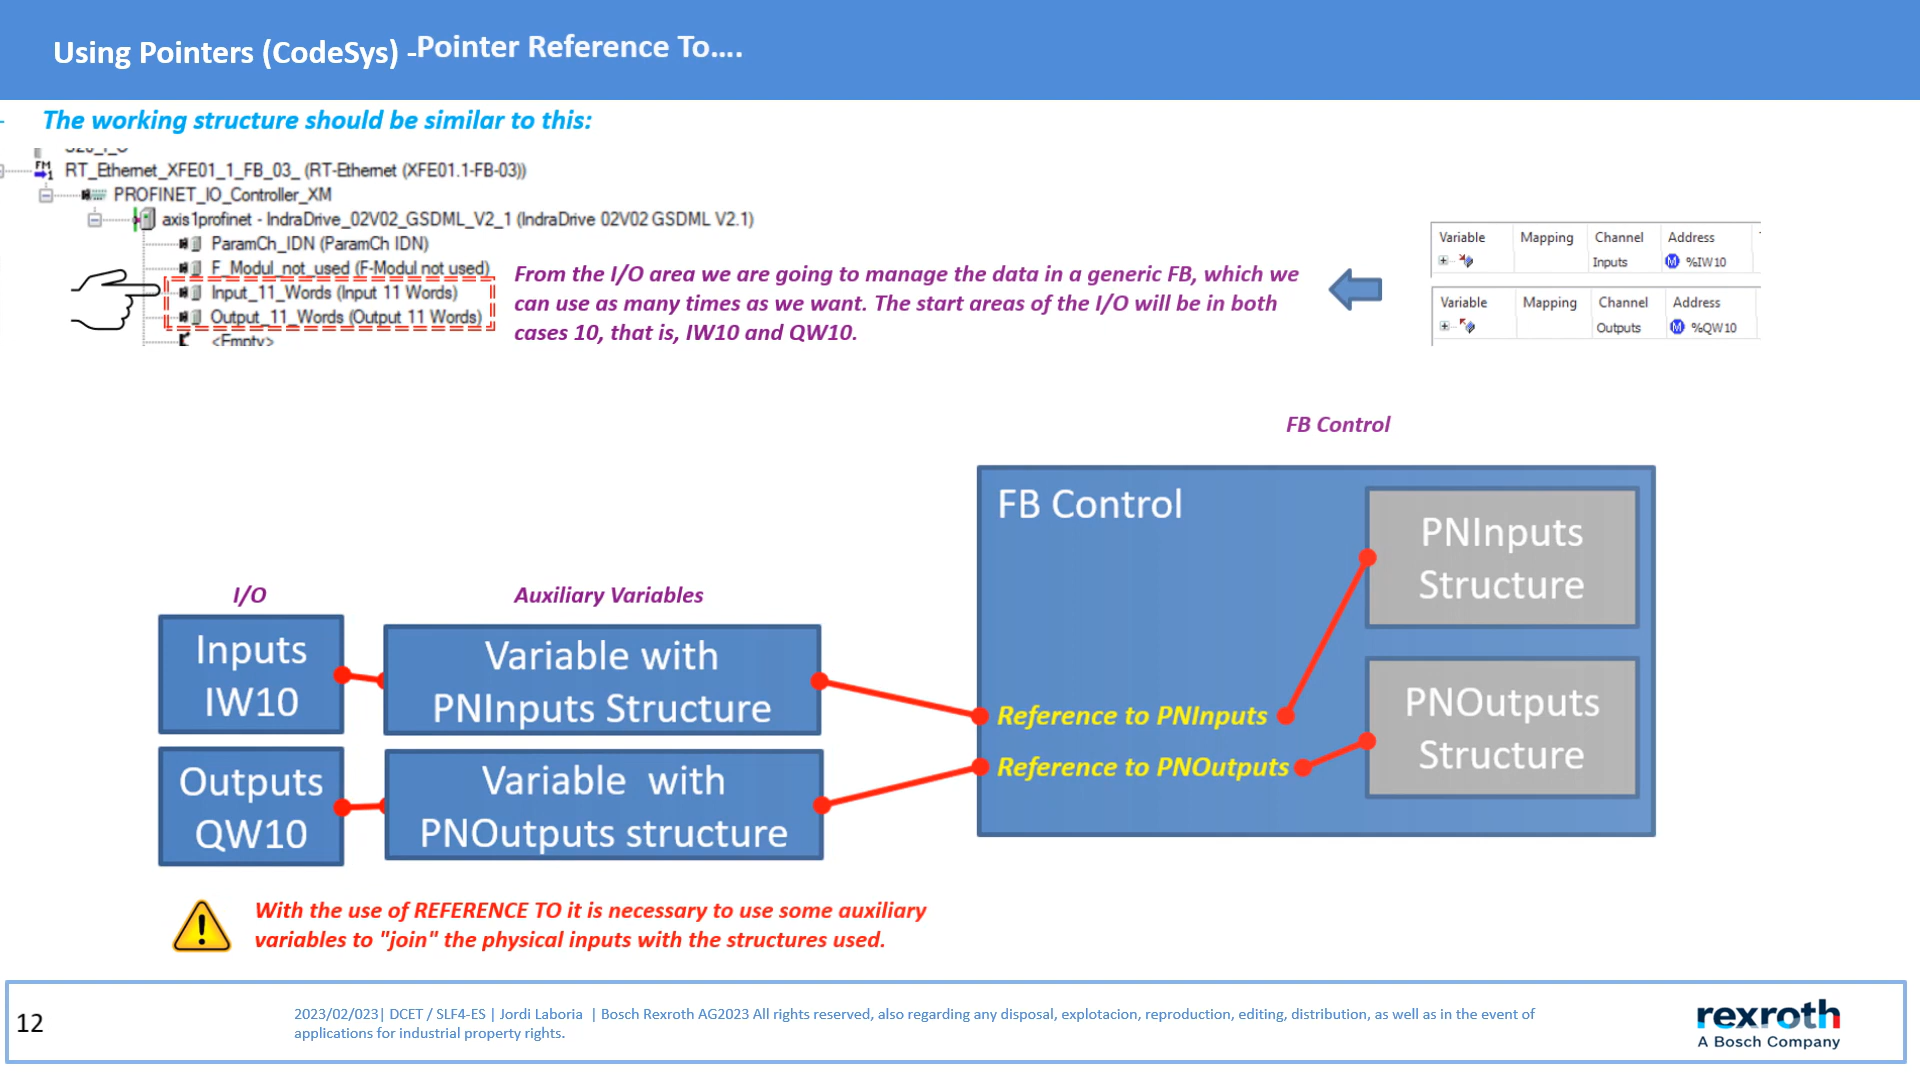 Using Pointers (CodeSys) -Pointer Reference To....
- The working structure should be similar to this:
RT_Ethernet_XFE01_1_FB_03_ (RT-Ethernet (XFE01.1-FB-03))
PROFINET_IO_Controller_XM
axis1profinet - IndraDrive_02V02_GSDML_V2_1 (IndraDrive 02V02 GSDML V2.1)
ParamCh_IDN (ParamCh IDN)
F_Modul_not_used (F-Modul not used)
Input_11_Words (Input 11 Words)
Output_11_Words (Output 11 Words)
<Empty>
From the I/O area we are going to manage the data in a generic FB, which we
can use as many times as we want. The start areas of the I/O will be in both
cases 10, that is, IW10 and QW10.
Variable Mapping Channel Address
Inputs %IW10
Variable Mapping Channel Address
Outputs %QW10
FB Control
FB Control
PNInputs
Structure
PNOutputs
Structure
Reference to PNInputs
Reference to PNOutputs
I/O
Inputs
IW10
Outputs
QW10
Auxiliary Variables
Variable with
PNInputs Structure
Variable with
PNOutputs structure
With the use of REFERENCE TO it is necessary to use some auxiliary
variables to "join" the physical inputs with the structures used.
12
2023/02/023| DCET / SLF4-ES | Jordi Laboria | Bosch Rexroth AG2023 All rights reserved, also regarding any disposal, explotacion, reproduction, editing, distribution, as well as in the event of
applications for industrial property rights.
rexroth
A Bosch Company